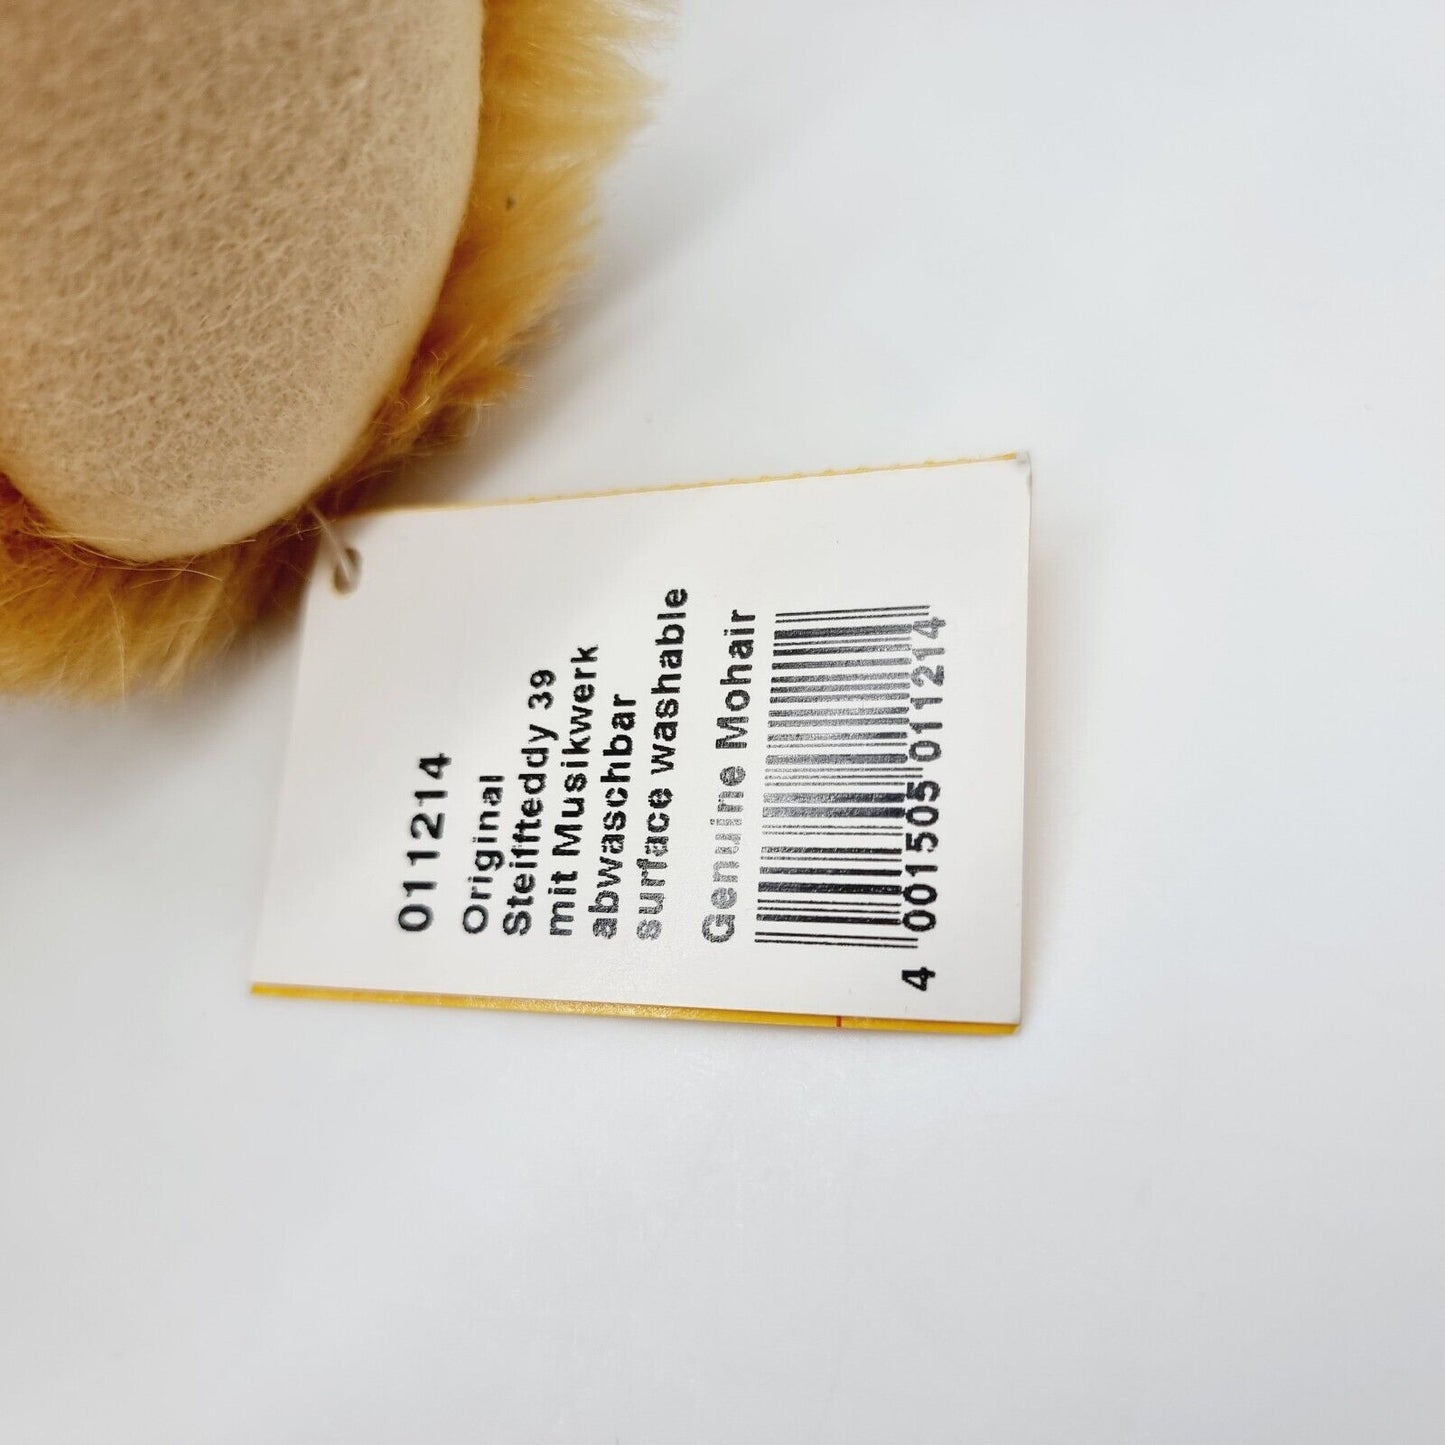 011214
Original
Steiffteddy 39
mit Musikwerk
abwaschbar
surface washable
Genuine Mohair
4 001505 011214